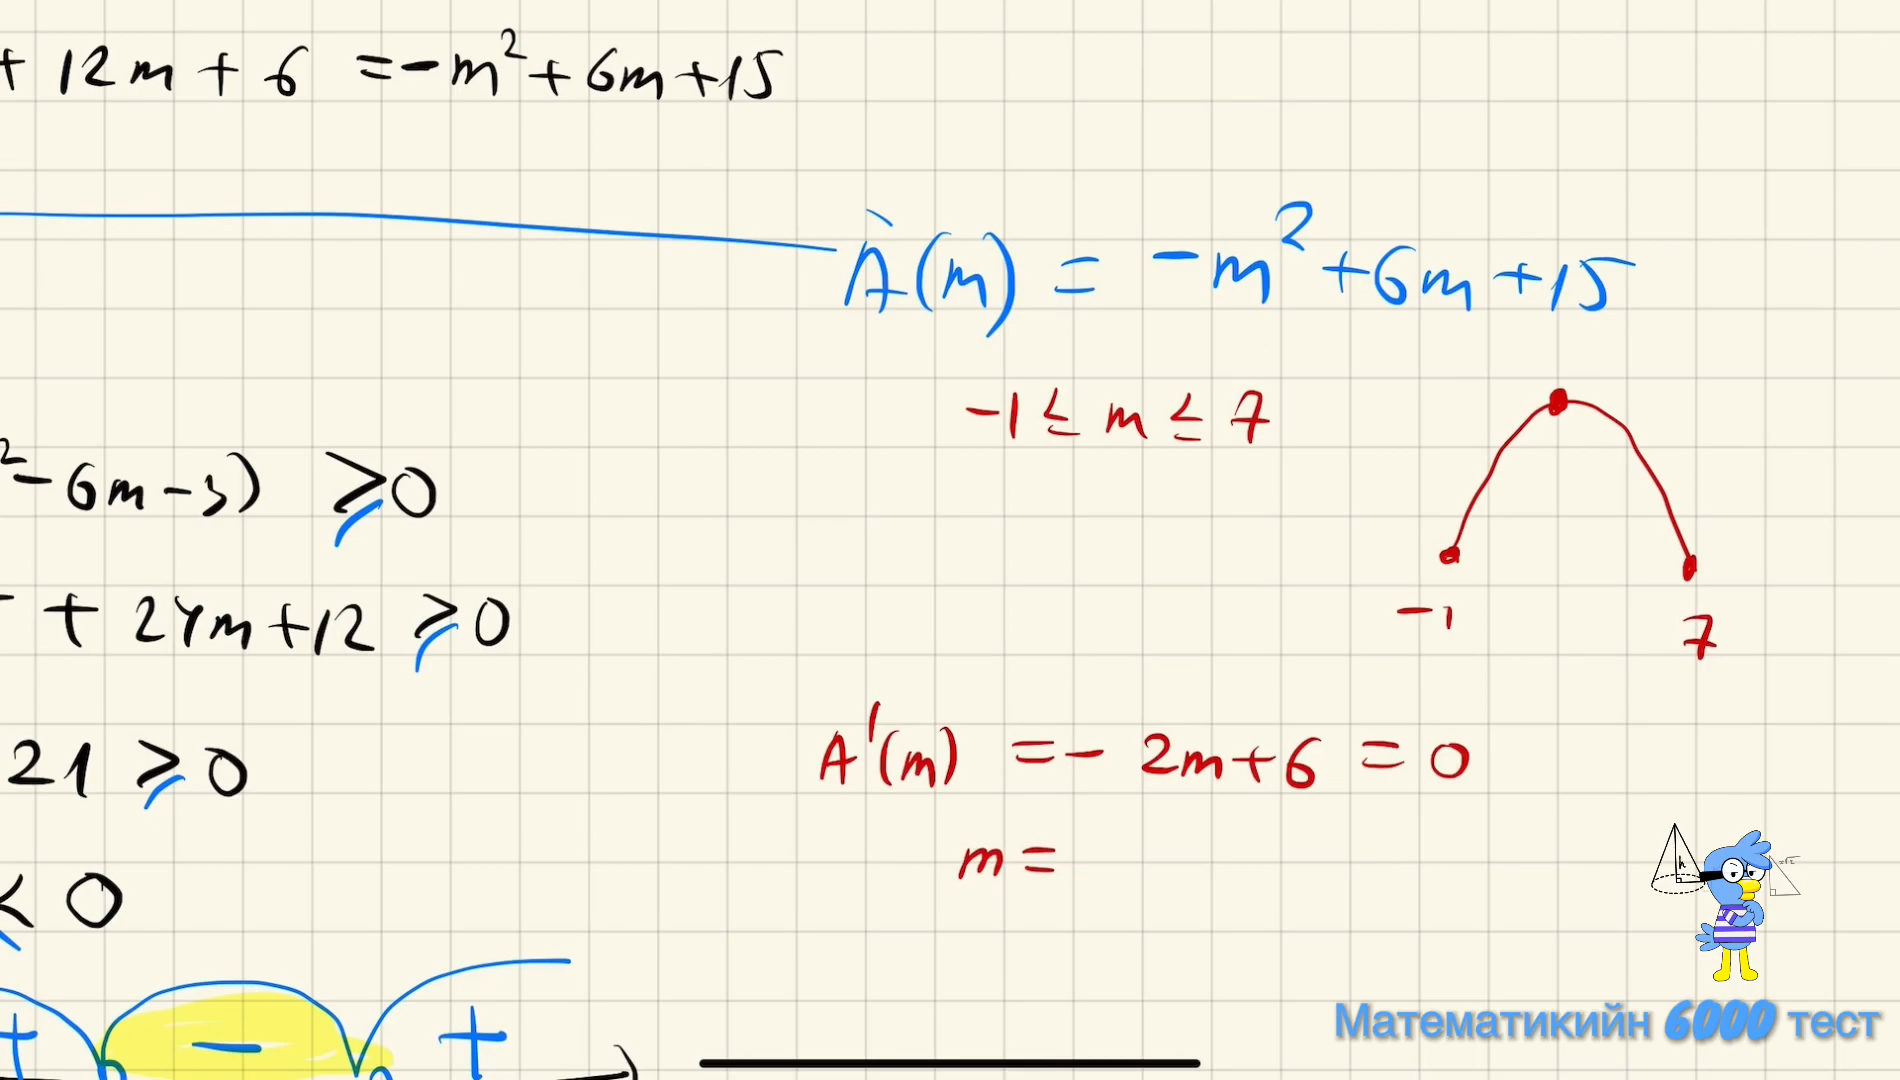 + 12m + 6 = -m² + 6m + 15
A(m) = -m² + 6m + 15
-1 ≤ m ≤ 7
² - 6m - 3) ≥ 0
-1
7
+ 24m + 12 ≥ 0
A'(m) = - 2m + 6 = 0
21 ≥ 0
m =
h
< 0
+ - +
Математикийн 6000 тест